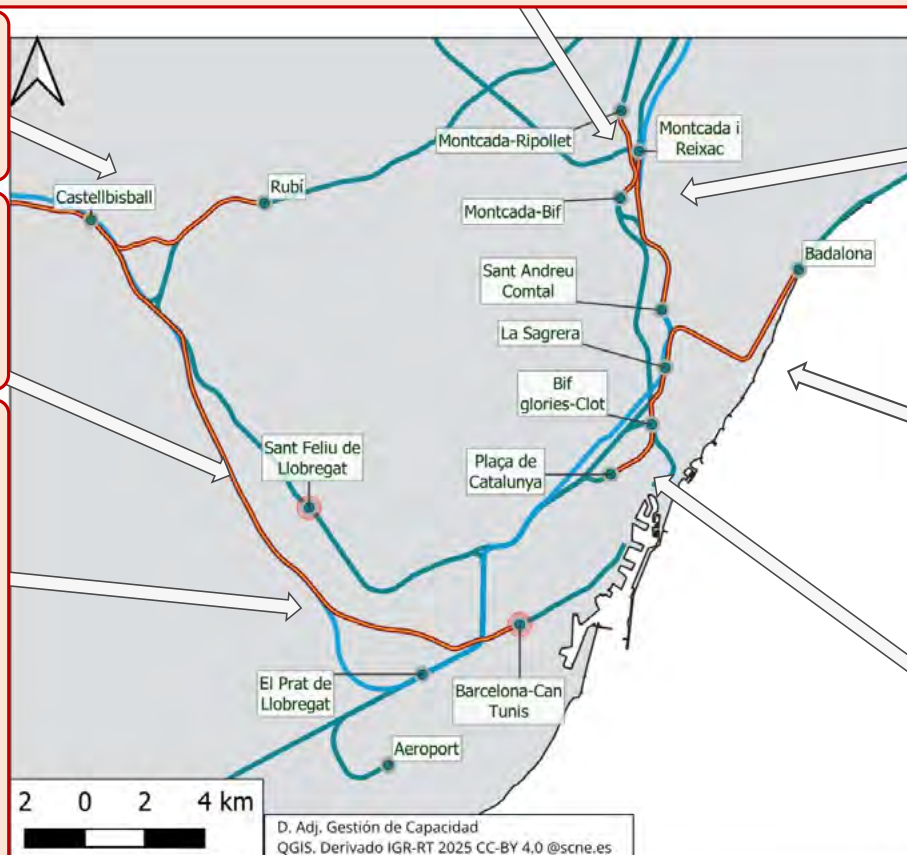 Montcada-Ripollet
Montcada i
Reixac
Castellbisball
Rubí
Montcada-Bif
Badalona
Sant Andreu
Comtal
La Sagrera
Bif
glories-Clot
Sant Feliu de
Llobregat
Plaça de
Catalunya
El Prat de
Llobregat
Barcelona-Can
Tunis
Aeroport
2 0 2 4 km
D. Adj. Gestión de Capacidad
QGIS. Derivado IGR-RT 2025 CC-BY 4.0 @scne.es